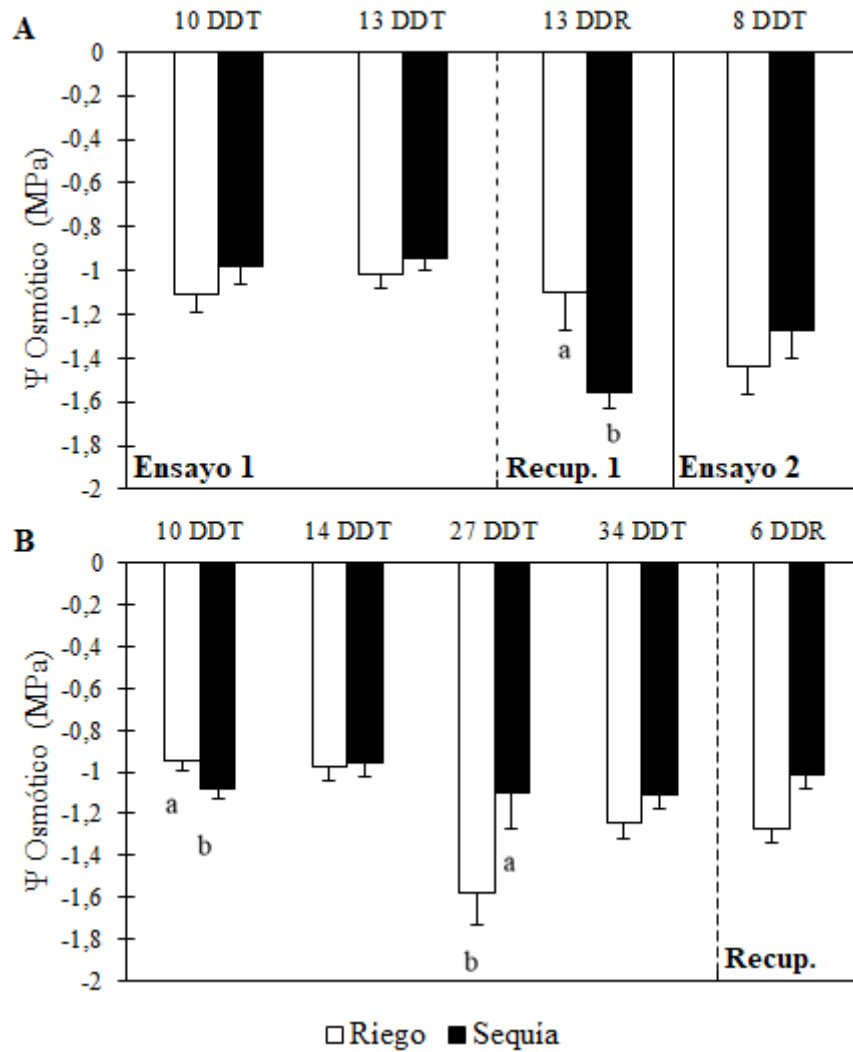 A
10 DDT 13 DDT 13 DDR 8 DDT
Ψ Osmótico (MPa)
0
-0,2
-0,4
-0,6
-0,8
-1
-1,2
-1,4
-1,6
-1,8
-2
a
b
Ensayo 1 Recup. 1 Ensayo 2
B
10 DDT 14 DDT 27 DDT 34 DDT 6 DDR
Ψ Osmótico (MPa)
0
-0,2
-0,4
-0,6
-0,8
-1
-1,2
-1,4
-1,6
-1,8
-2
a
b
a
b
Recup.
Riego Sequía